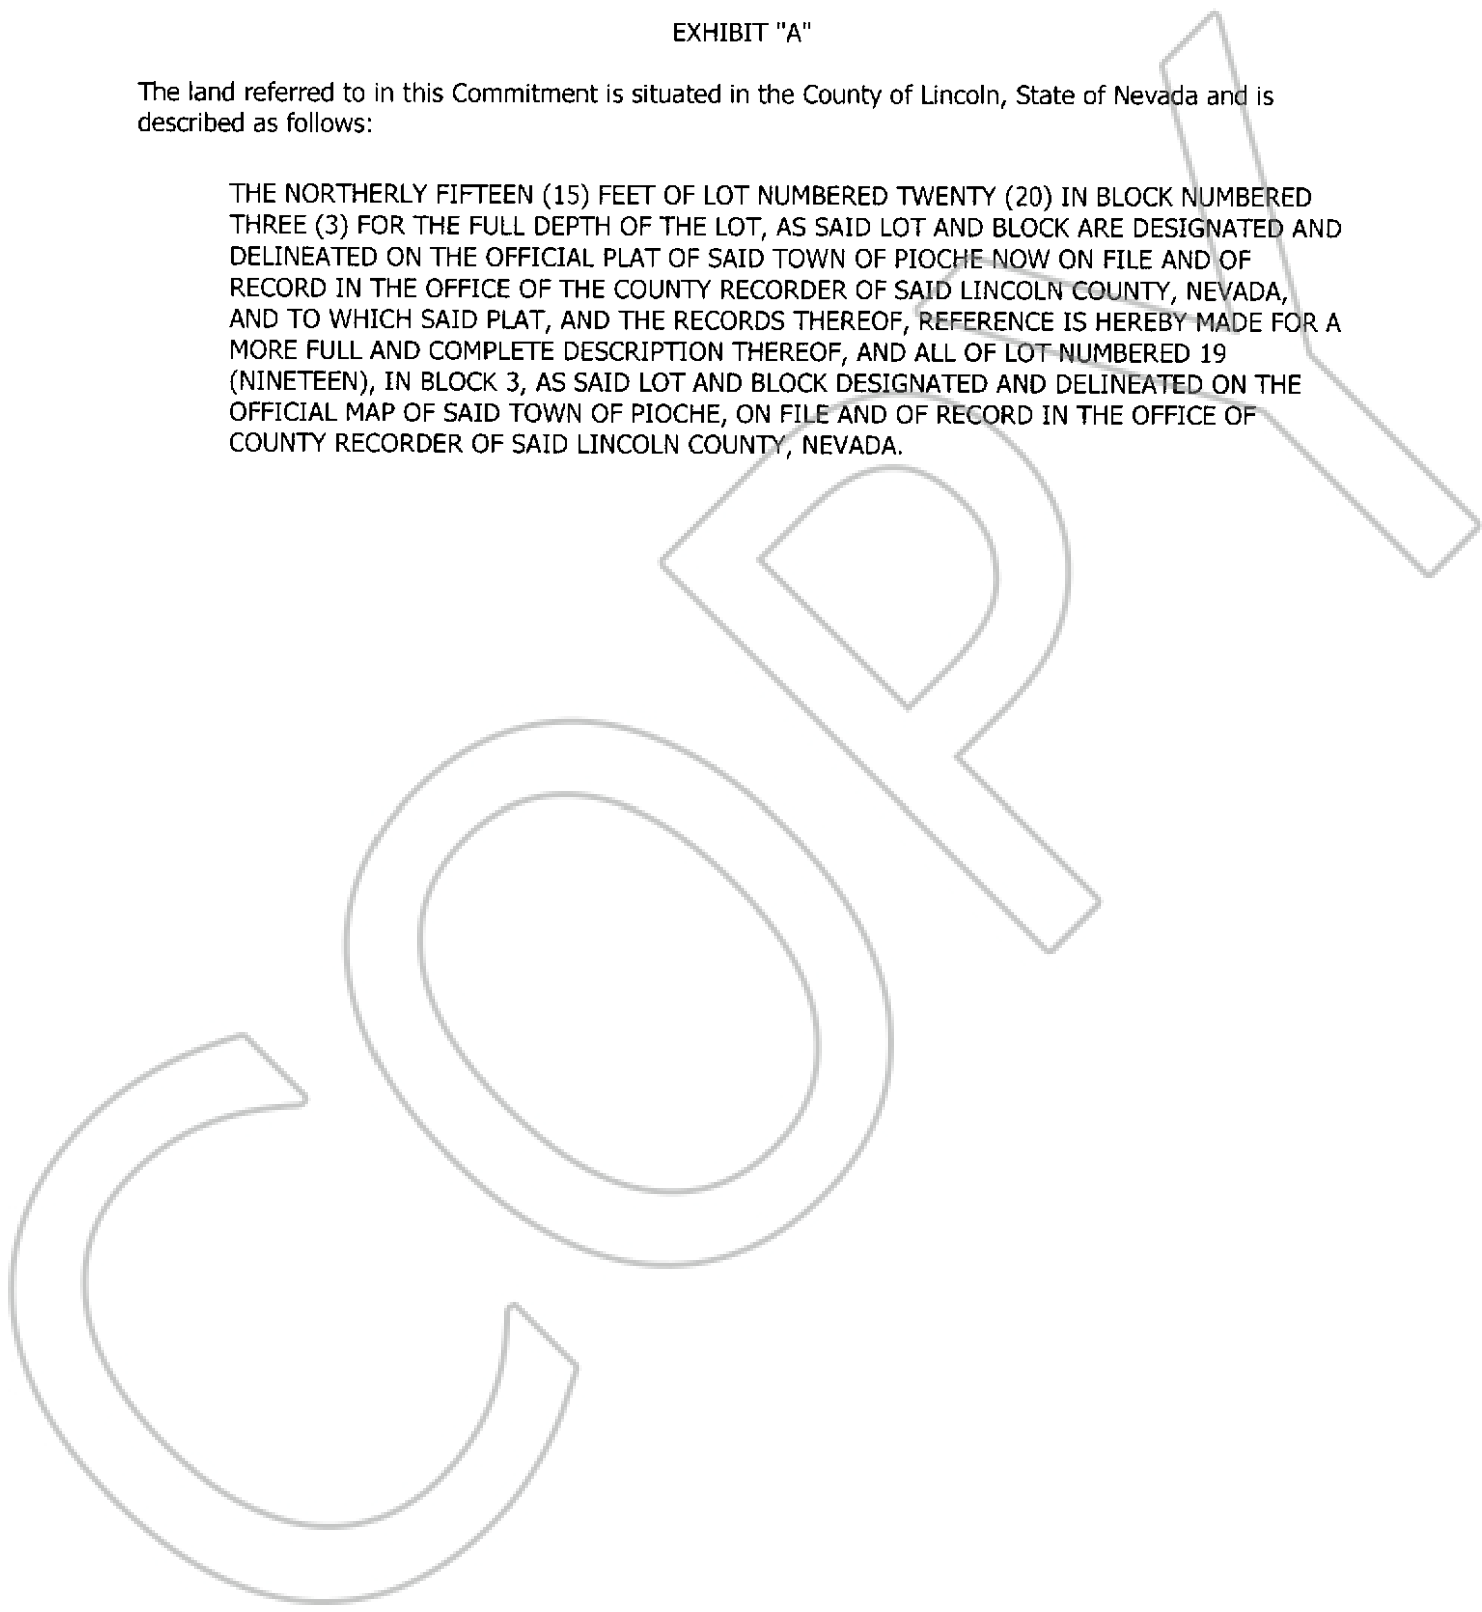 EXHIBIT "A"
The land referred to in this Commitment is situated in the County of Lincoln, State of Nevada and is
described as follows:
THE NORTHERLY FIFTEEN (15) FEET OF LOT NUMBERED TWENTY (20) IN BLOCK NUMBERED
THREE (3) FOR THE FULL DEPTH OF THE LOT, AS SAID LOT AND BLOCK ARE DESIGNATED AND
DELINEATED ON THE OFFICIAL PLAT OF SAID TOWN OF PIOCHE NOW ON FILE AND OF
RECORD IN THE OFFICE OF THE COUNTY RECORDER OF SAID LINCOLN COUNTY, NEVADA,
AND TO WHICH SAID PLAT, AND THE RECORDS THEREOF, REFERENCE IS HEREBY MADE FOR A
MORE FULL AND COMPLETE DESCRIPTION THEREOF, AND ALL OF LOT NUMBERED 19
(NINETEEN), IN BLOCK 3, AS SAID LOT AND BLOCK DESIGNATED AND DELINEATED ON THE
OFFICIAL MAP OF SAID TOWN OF PIOCHE, ON FILE AND OF RECORD IN THE OFFICE OF
COUNTY RECORDER OF SAID LINCOLN COUNTY, NEVADA.
COPY